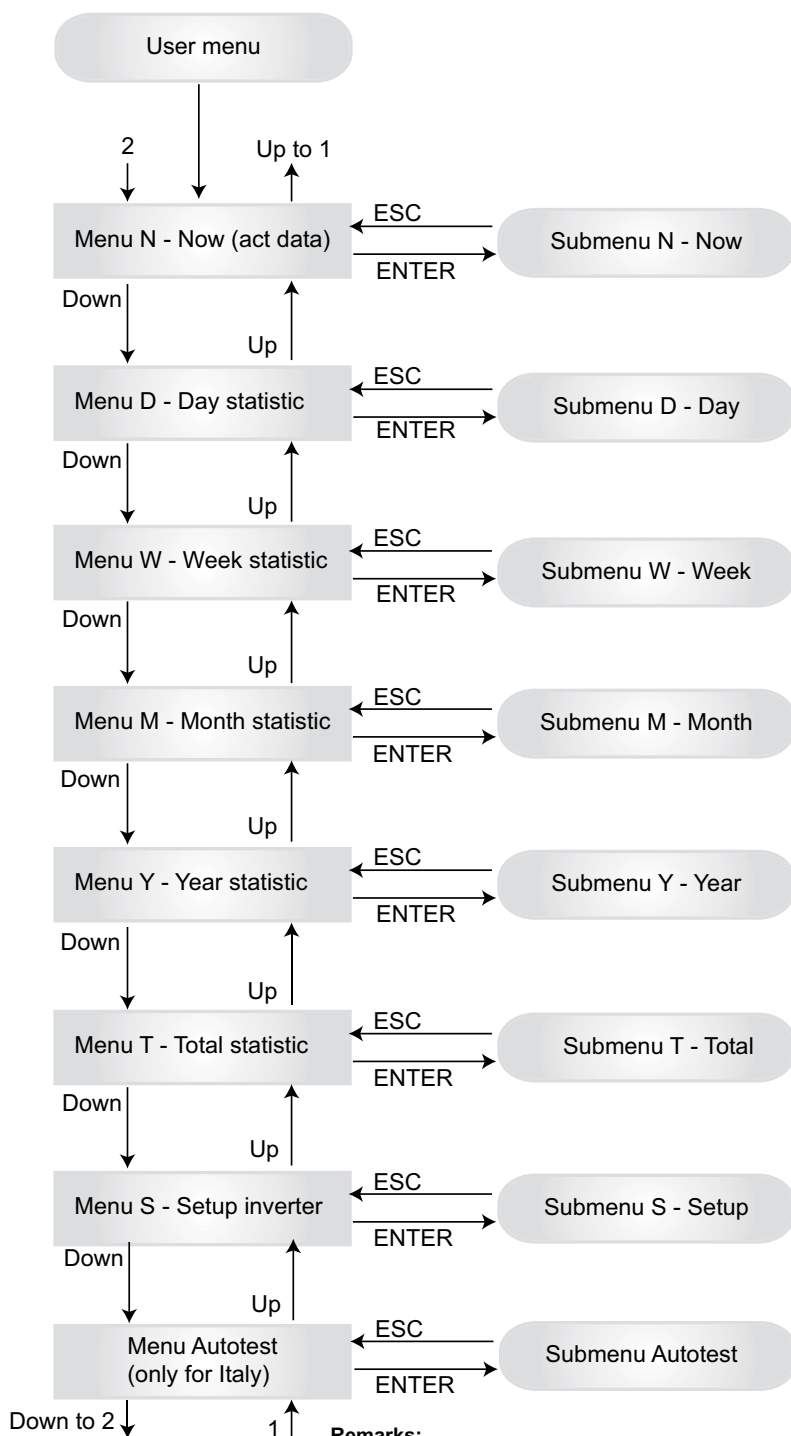 User menu
2
Up to 1
Menu N - Now (act data)
ESC
ENTER
Submenu N - Now
Down
Up
Menu D - Day statistic
ESC
ENTER
Submenu D - Day
Down
Up
Menu W - Week statistic
ESC
ENTER
Submenu W - Week
Down
Up
Menu M - Month statistic
ESC
ENTER
Submenu M - Month
Down
Up
Menu Y - Year statistic
ESC
ENTER
Submenu Y - Year
Down
Up
Menu T - Total statistic
ESC
ENTER
Submenu T - Total
Down
Up
Menu S - Setup inverter
ESC
ENTER
Submenu S - Setup
Down
Up
Menu Autotest
(only for Italy)
ESC
ENTER
Submenu Autotest
Down to 2
1
Remarks: